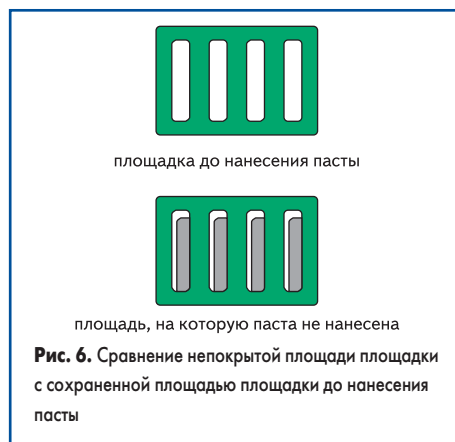 площадка до нанесения пасты
площадь, на которую паста не нанесена
Рис. 6. Сравнение непокрытой площади площадки
с сохраненной площадью площадки до нанесения
пасты